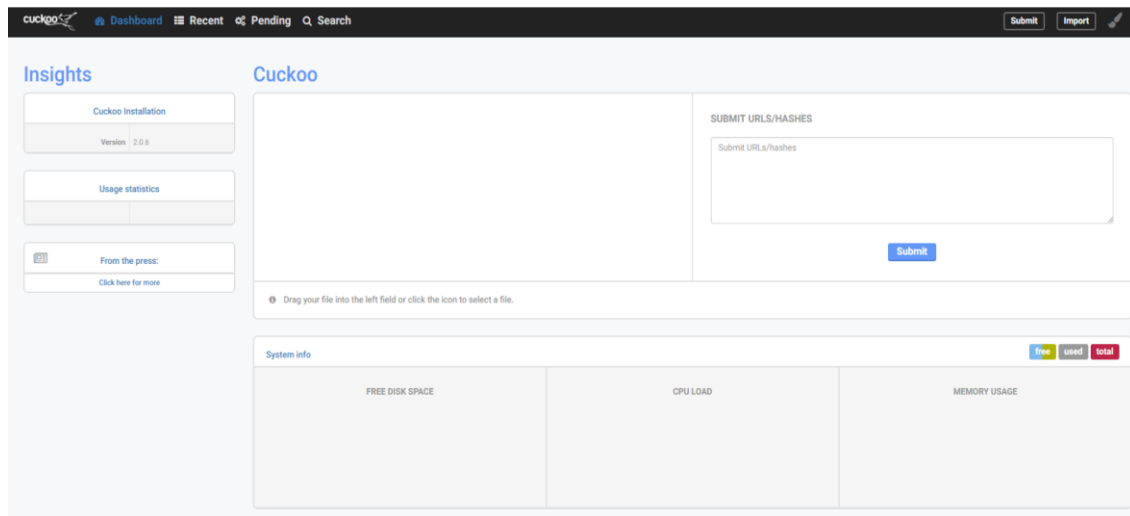 cuckoo Dashboard Recent Pending Search Submit Import
Insights
Cuckoo Installation
Version 2.0.6
Usage statistics
From the press:
Click here for more
Cuckoo
SUBMIT URLS/HASHES
Submit URLs/hashes
Submit
Drag your file into the left field or click the icon to select a file.
System info free used total
FREE DISK SPACE CPU LOAD MEMORY USAGE